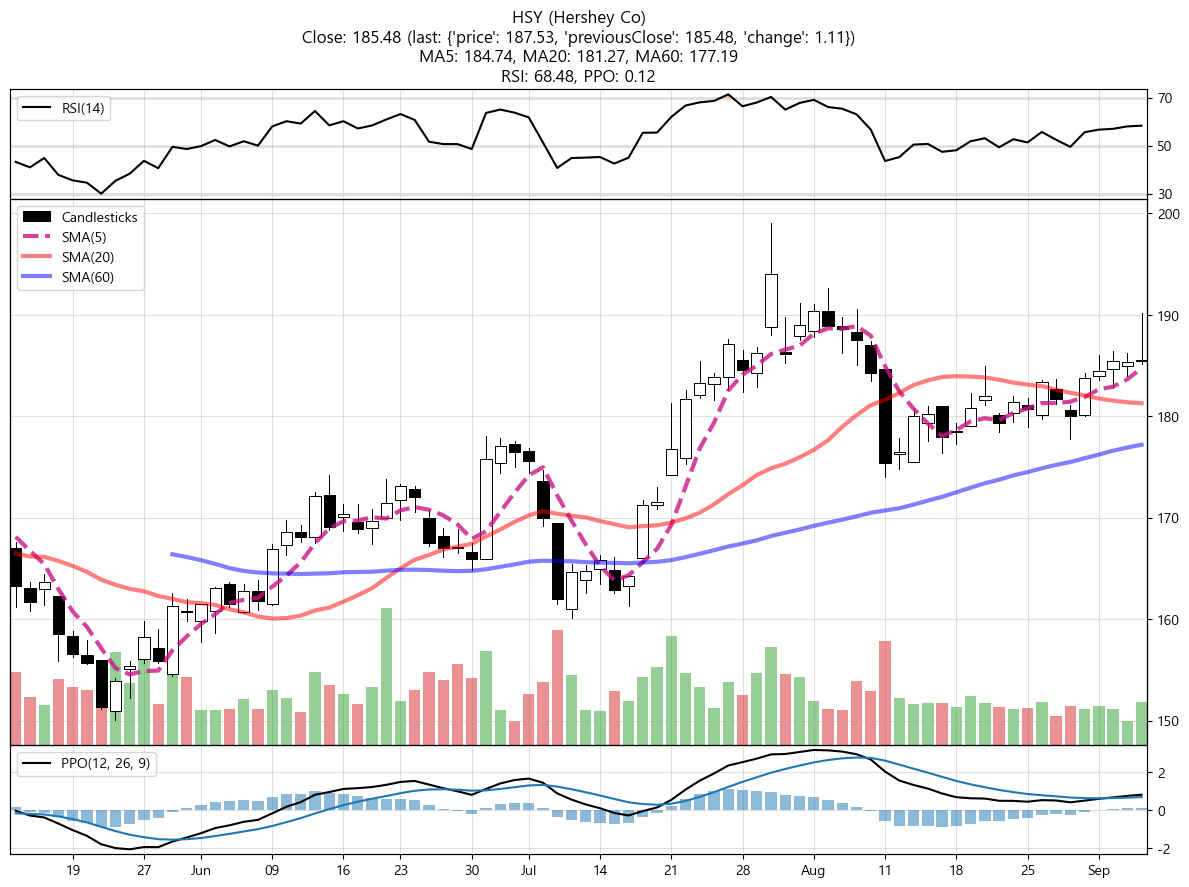 HSY (Hershey Co)
Close: 185.48 (last: {'price': 187.53, 'previousClose': 185.48, 'change': 1.11})
MA5: 184.74, MA20: 181.27, MA60: 177.19
RSI: 68.48, PPO: 0.12
RSI(14)
70
50
30
Candlesticks
SMA(5)
SMA(20)
SMA(60)
200
190
180
170
160
150
PPO(12, 26, 9)
2
0
-2
19 27 Jun 09 16 23 Jul 14 21 28 Aug 11 18 25 Sep